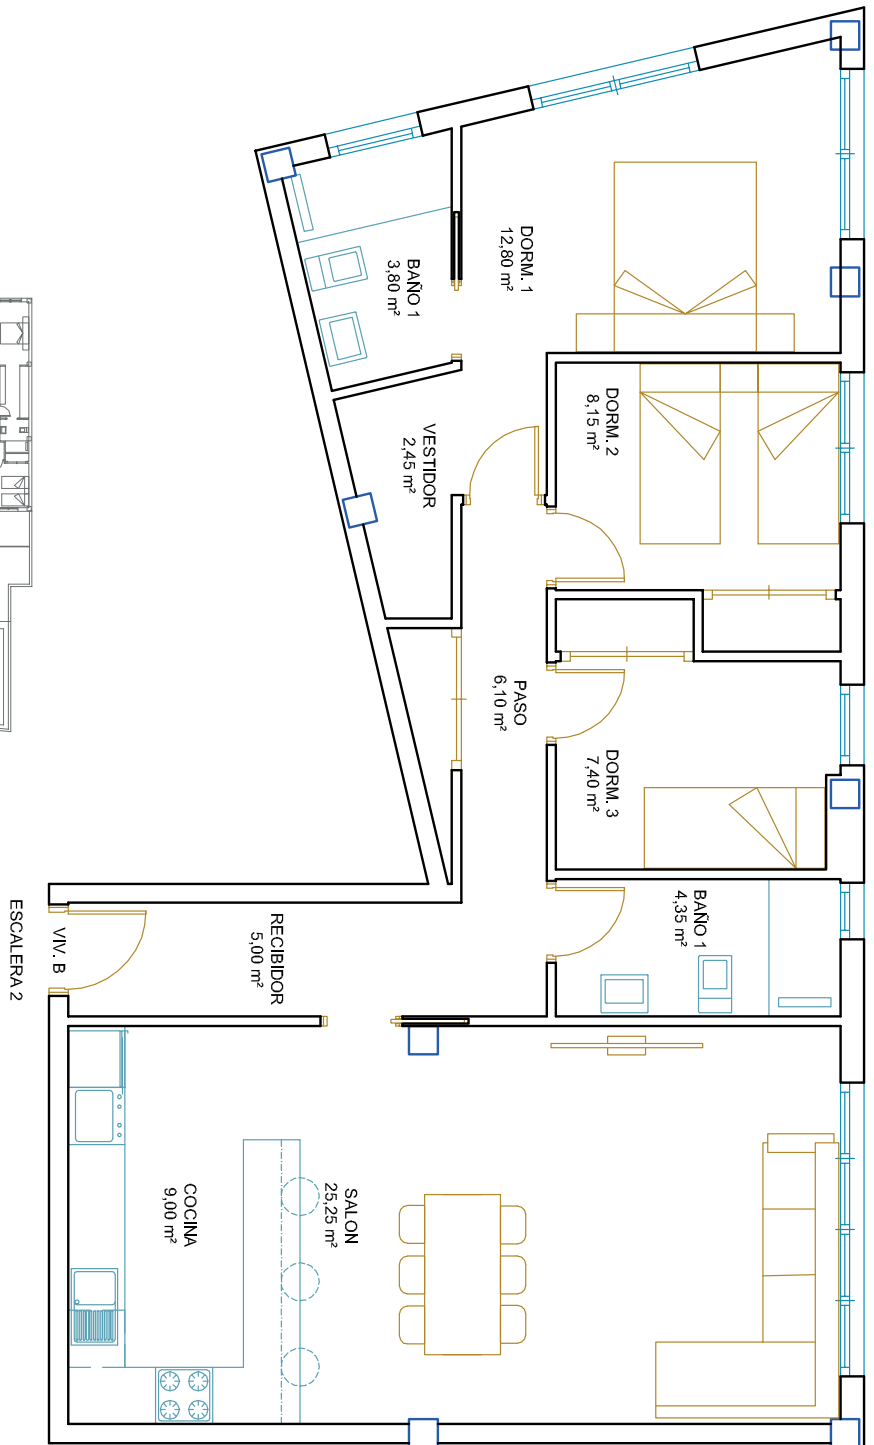 DORM. 1
12,80 m²
BAÑO 1
3,80 m²
DORM. 2
8,15 m²
VESTIDOR
2,45 m²
PASO
6,10 m²
DORM. 3
7,40 m²
BAÑO 1
4,35 m²
RECIBIDOR
5,00 m²
VIV. B
ESCALERA 2
SALON
25,25 m²
COCINA
9,00 m²